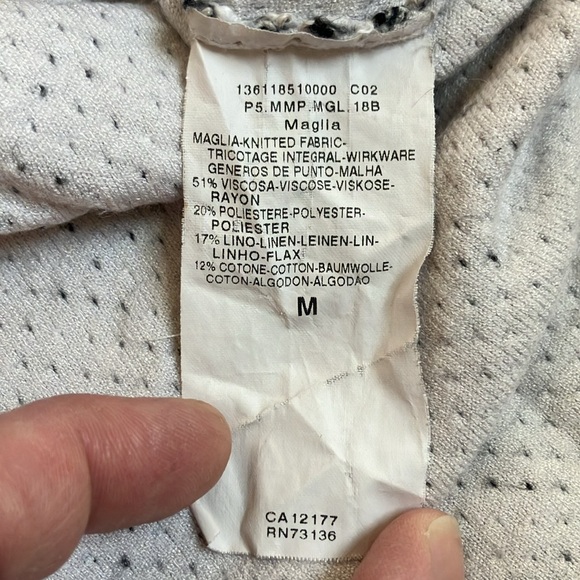 136118510000 C02
P5.MMP.MGL.18B
Maglia
MAGLIA-KNITTED FABRIC-
TRICOTAGE INTEGRAL-WIRKWARE
GENEROS DE PUNTO-MALHA
51% VISCOSA-VISCOSE-VISKOSE-
RAYON
20% POLIESTERE-POLYESTER-
POLIESTER
17% LINO-LINEN-LEINEN-LIN-
LINHO-FLAX
12% COTONE-COTTON-BAUMWOLLE-
COTON-ALGODON-ALGODAO
M
CA12177
RN73136